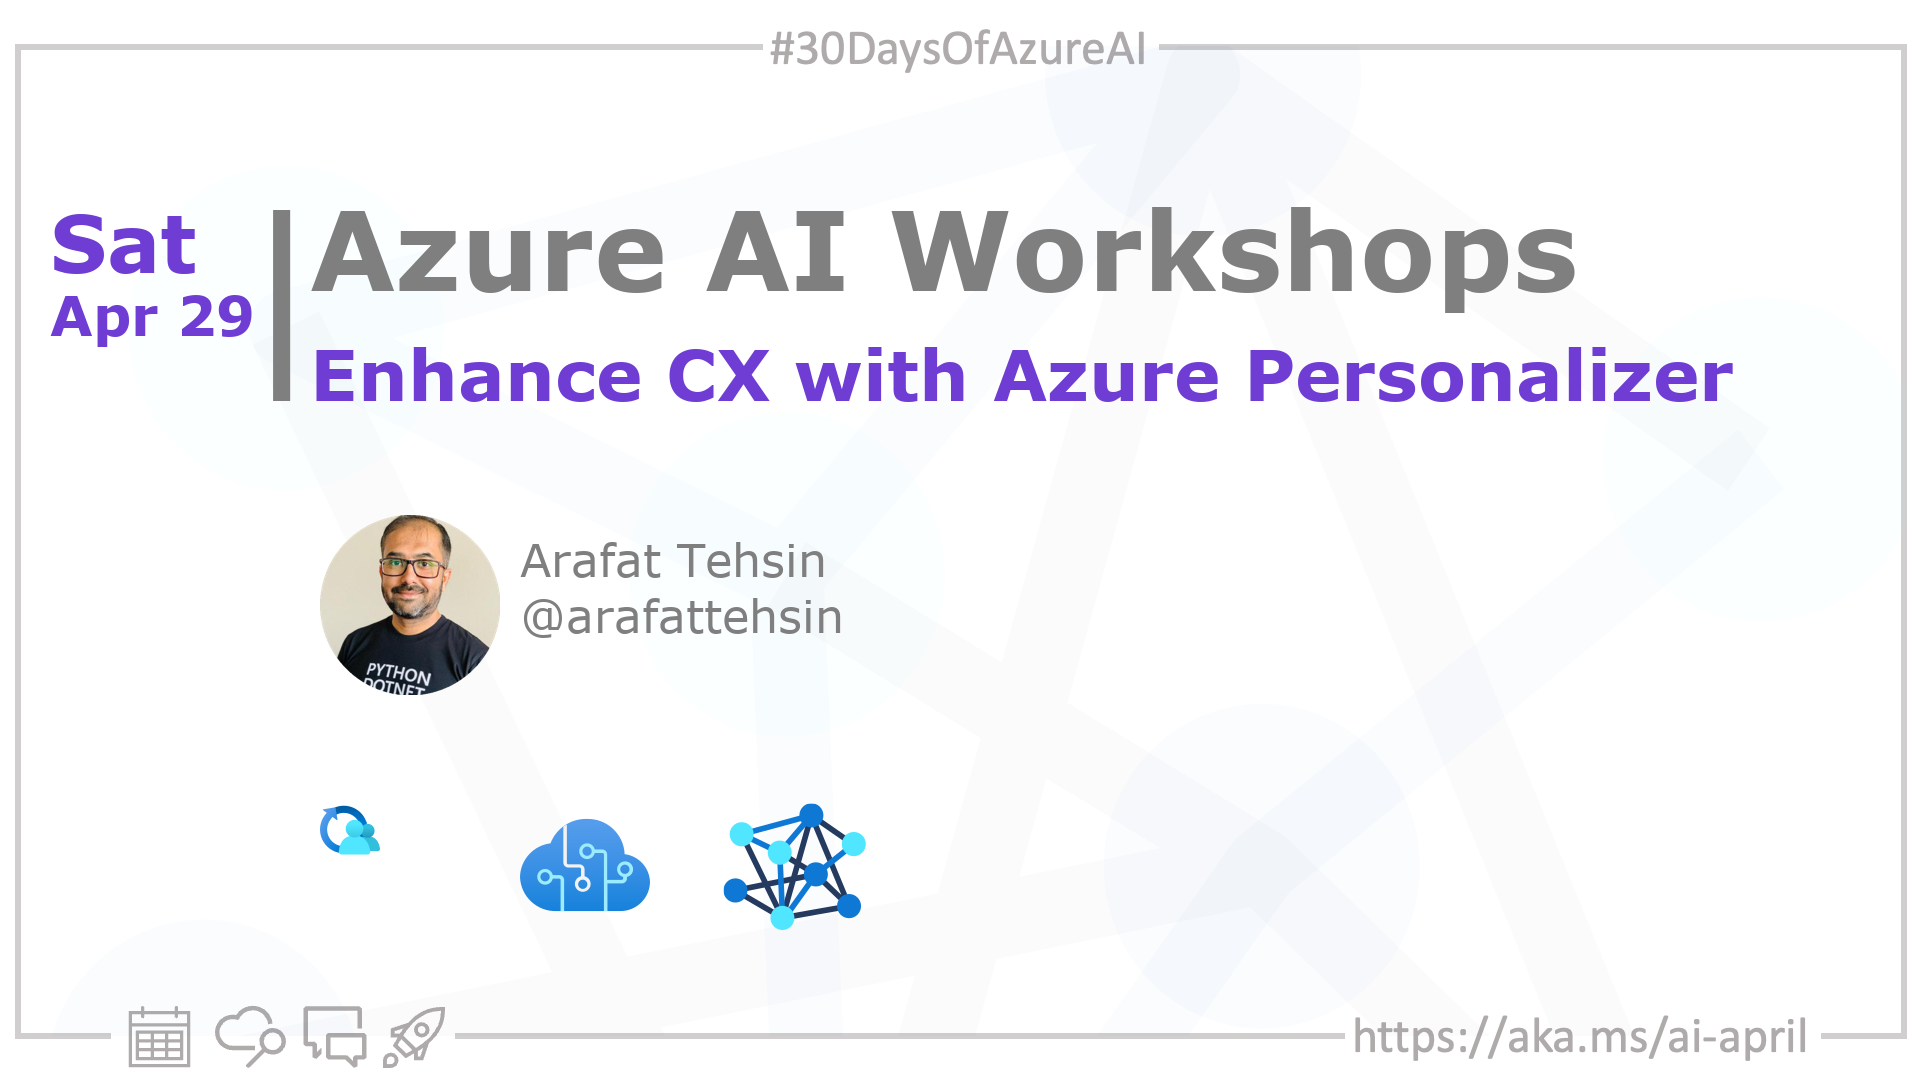 #30DaysOfAzureAI
Sat
Apr 29
Azure AI Workshops
Enhance CX with Azure Personalizer
Arafat Tehsin
@arafattehsin
PYTHON
DOTNET
https://aka.ms/ai-april